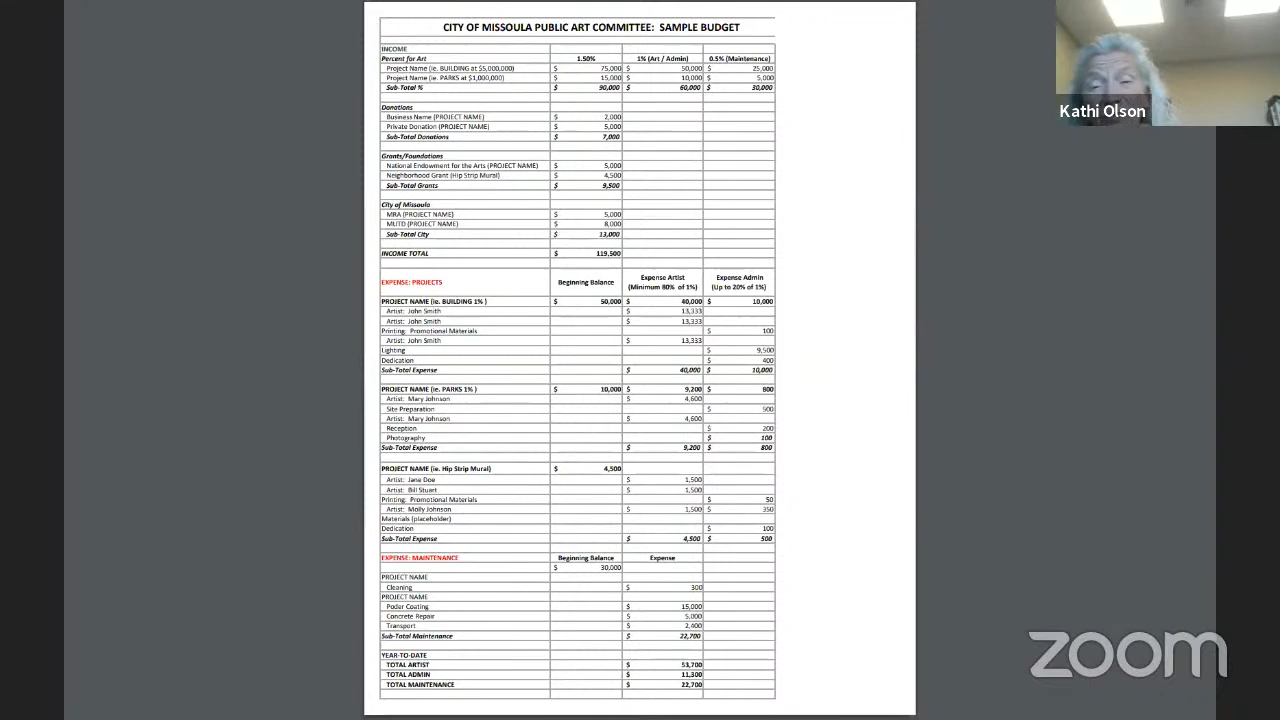 CITY OF MISSOULA PUBLIC ART COMMITTEE: SAMPLE BUDGET
INCOME
Percent for Art 1.50% 1% (Art / Admin) 0.5% (Maintenance)
Project Name (ie. BUILDING at $5,000,000) $ 75,000 $ 50,000 $ 25,000
Project Name (ie. PARKS at $1,000,000) $ 15,000 $ 10,000 $ 5,000
Sub-Total % $ 90,000 $ 60,000 $ 30,000
Donations
Business Name (PROJECT NAME) $ 2,000
Private Donation (PROJECT NAME) $ 5,000
Sub-Total Donations $ 7,000
Grants/Foundations
National Endowment for the Arts (PROJECT NAME) $ 5,000
Neighborhood Grant (Hip Strip Mural) $ 4,500
Sub-Total Grants $ 9,500
City of Missoula
MRA (PROJECT NAME) $ 5,000
MUTD (PROJECT NAME) $ 8,000
Sub-Total City $ 13,000
INCOME TOTAL $ 119,500
EXPENSE: PROJECTS Beginning Balance Expense Artist (Minimum 80% of 1%) Expense Admin (Up to 20% of 1%)
PROJECT NAME (ie. BUILDING 1% ) $ 50,000 $ 40,000 $ 10,000
Artist: John Smith $ 13,333
Artist: John Smith $ 13,333
Printing: Promotional Materials $ 100
Artist: John Smith $ 13,333
Lighting $ 9,500
Dedication $ 400
Sub-Total Expense $ 40,000 $ 10,000
PROJECT NAME (ie. PARKS 1% ) $ 10,000 $ 9,200 $ 800
Artist: Mary Johnson $ 4,600
Site Preparation $ 500
Artist: Mary Johnson $ 4,600
Reception $ 200
Photography $ 100
Sub-Total Expense $ 9,200 $ 800
PROJECT NAME (ie. Hip Strip Mural) $ 4,500
Artist: Jane Doe $ 1,500
Artist: Bill Stuart $ 1,500
Printing: Promotional Materials $ 50
Artist: Molly Johnson $ 1,500 $ 350
Materials (placeholder)
Dedication $ 100
Sub-Total Expense $ 4,500 $ 500
EXPENSE: MAINTENANCE Beginning Balance Expense
$ 30,000
PROJECT NAME
Cleaning $ 300
PROJECT NAME
Poder Coating $ 15,000
Concrete Repair $ 5,000
Transport $ 2,400
Sub-Total Maintenance $ 22,700
YEAR-TO-DATE
TOTAL ARTIST $ 53,700
TOTAL ADMIN $ 11,300
TOTAL MAINTENANCE $ 22,700
Kathi Olson
zoom